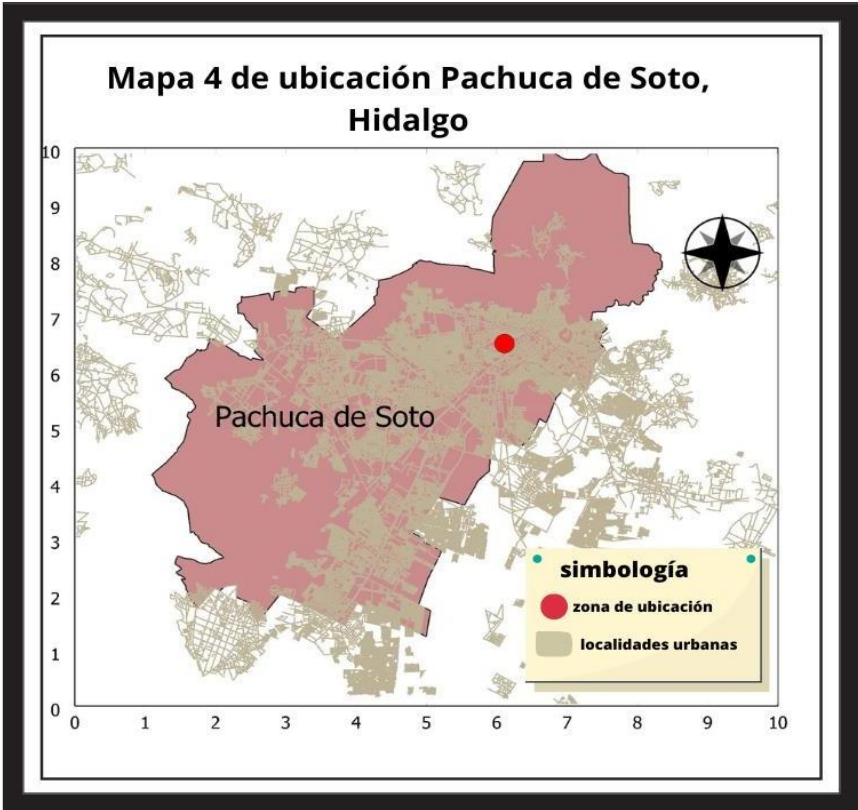 Mapa 4 de ubicación Pachuca de Soto,
Hidalgo
10
9
8
7
6
5
4
3
2
1
0
Pachuca de Soto
simbología
zona de ubicación
localidades urbanas
0 1 2 3 4 5 6 7 8 9 10